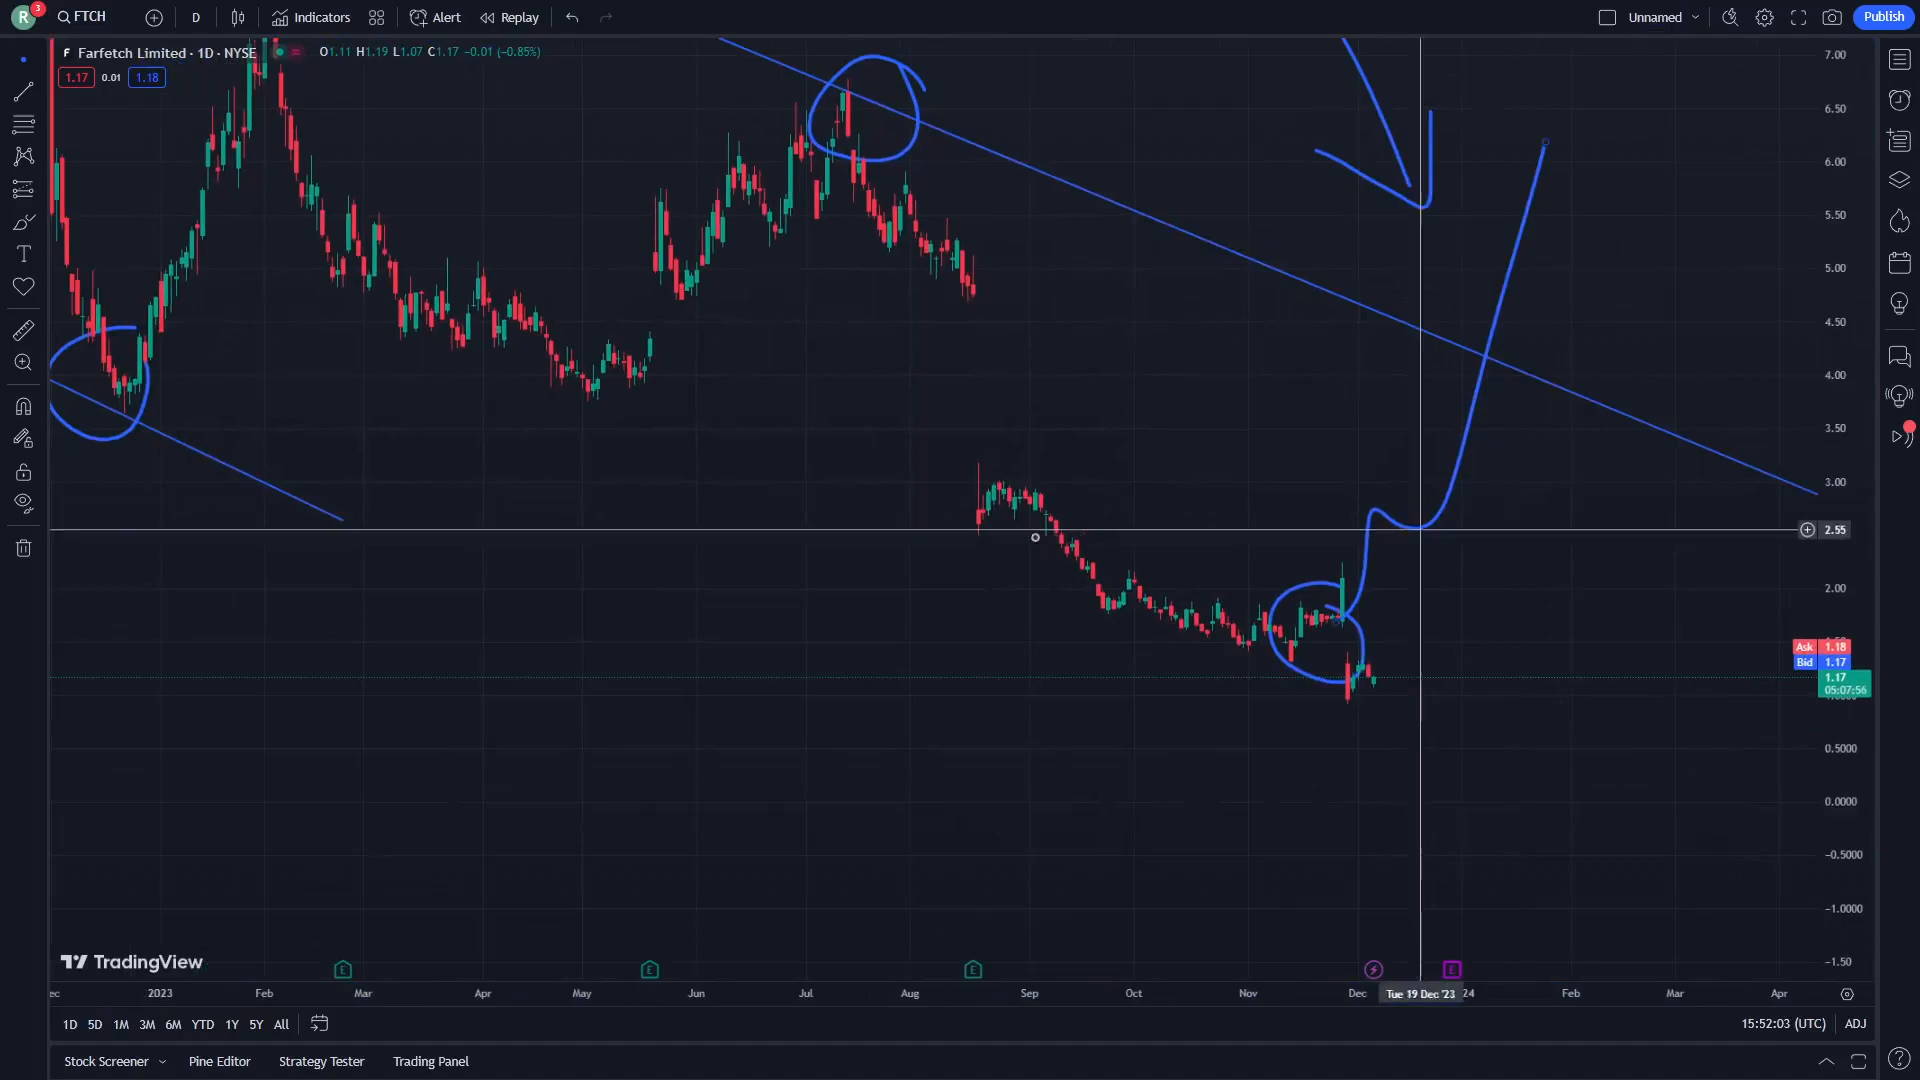 R 3 FTCH D Indicators Alert Replay Unnamed Publish
F Farfetch Limited · 1D · NYSE O1.11 H1.19 L1.07 C1.17 −0.01 (−0.85%)
1.17 0.01 1.18
7.00
6.50
6.00
5.50
5.00
4.50
4.00
3.50
3.00
2.55
2.00
Ask 1.18
Bid 1.17
1.17
05:07:56
0.5000
0.0000
−0.5000
−1.0000
−1.50
TradingView
E E E E
ec 2023 Feb Mar Apr May Jun Jul Aug Sep Oct Nov Dec Tue 19 Dec '23 24 Feb Mar Apr
1D 5D 1M 3M 6M YTD 1Y 5Y All 15:52:03 (UTC) ADJ
Stock Screener Pine Editor Strategy Tester Trading Panel